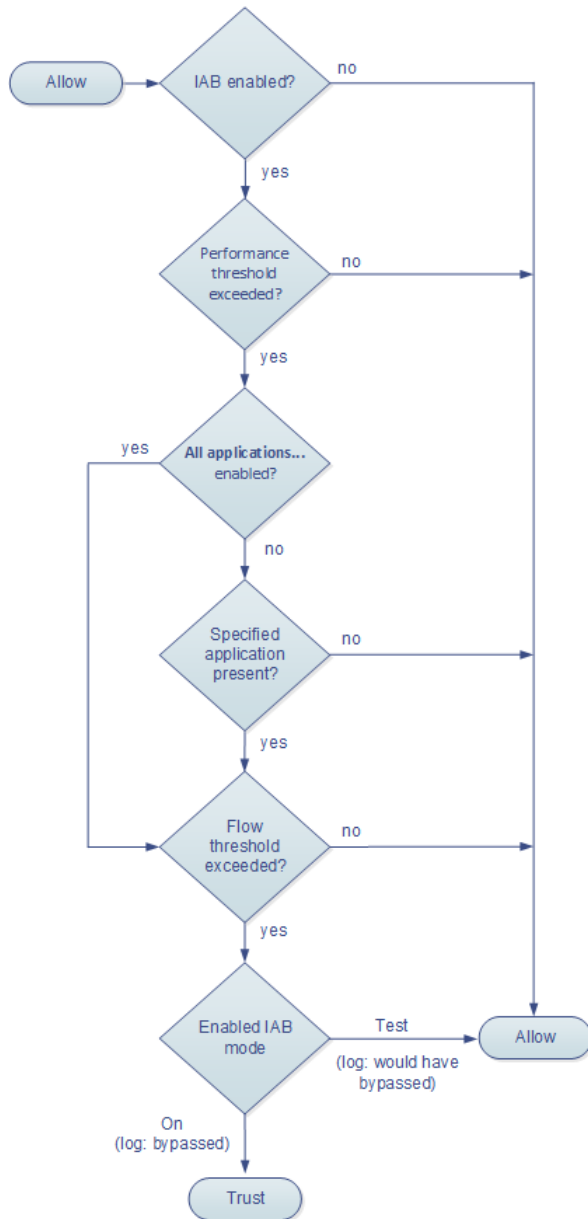 Allow
IAB enabled?
no
yes
Performance
threshold
exceeded?
no
yes
yes
All applications...
enabled?
no
Specified
application
present?
no
yes
Flow
threshold
exceeded?
no
yes
Enabled IAB
mode
Test
(log: would have
bypassed)
Allow
On
(log: bypassed)
Trust